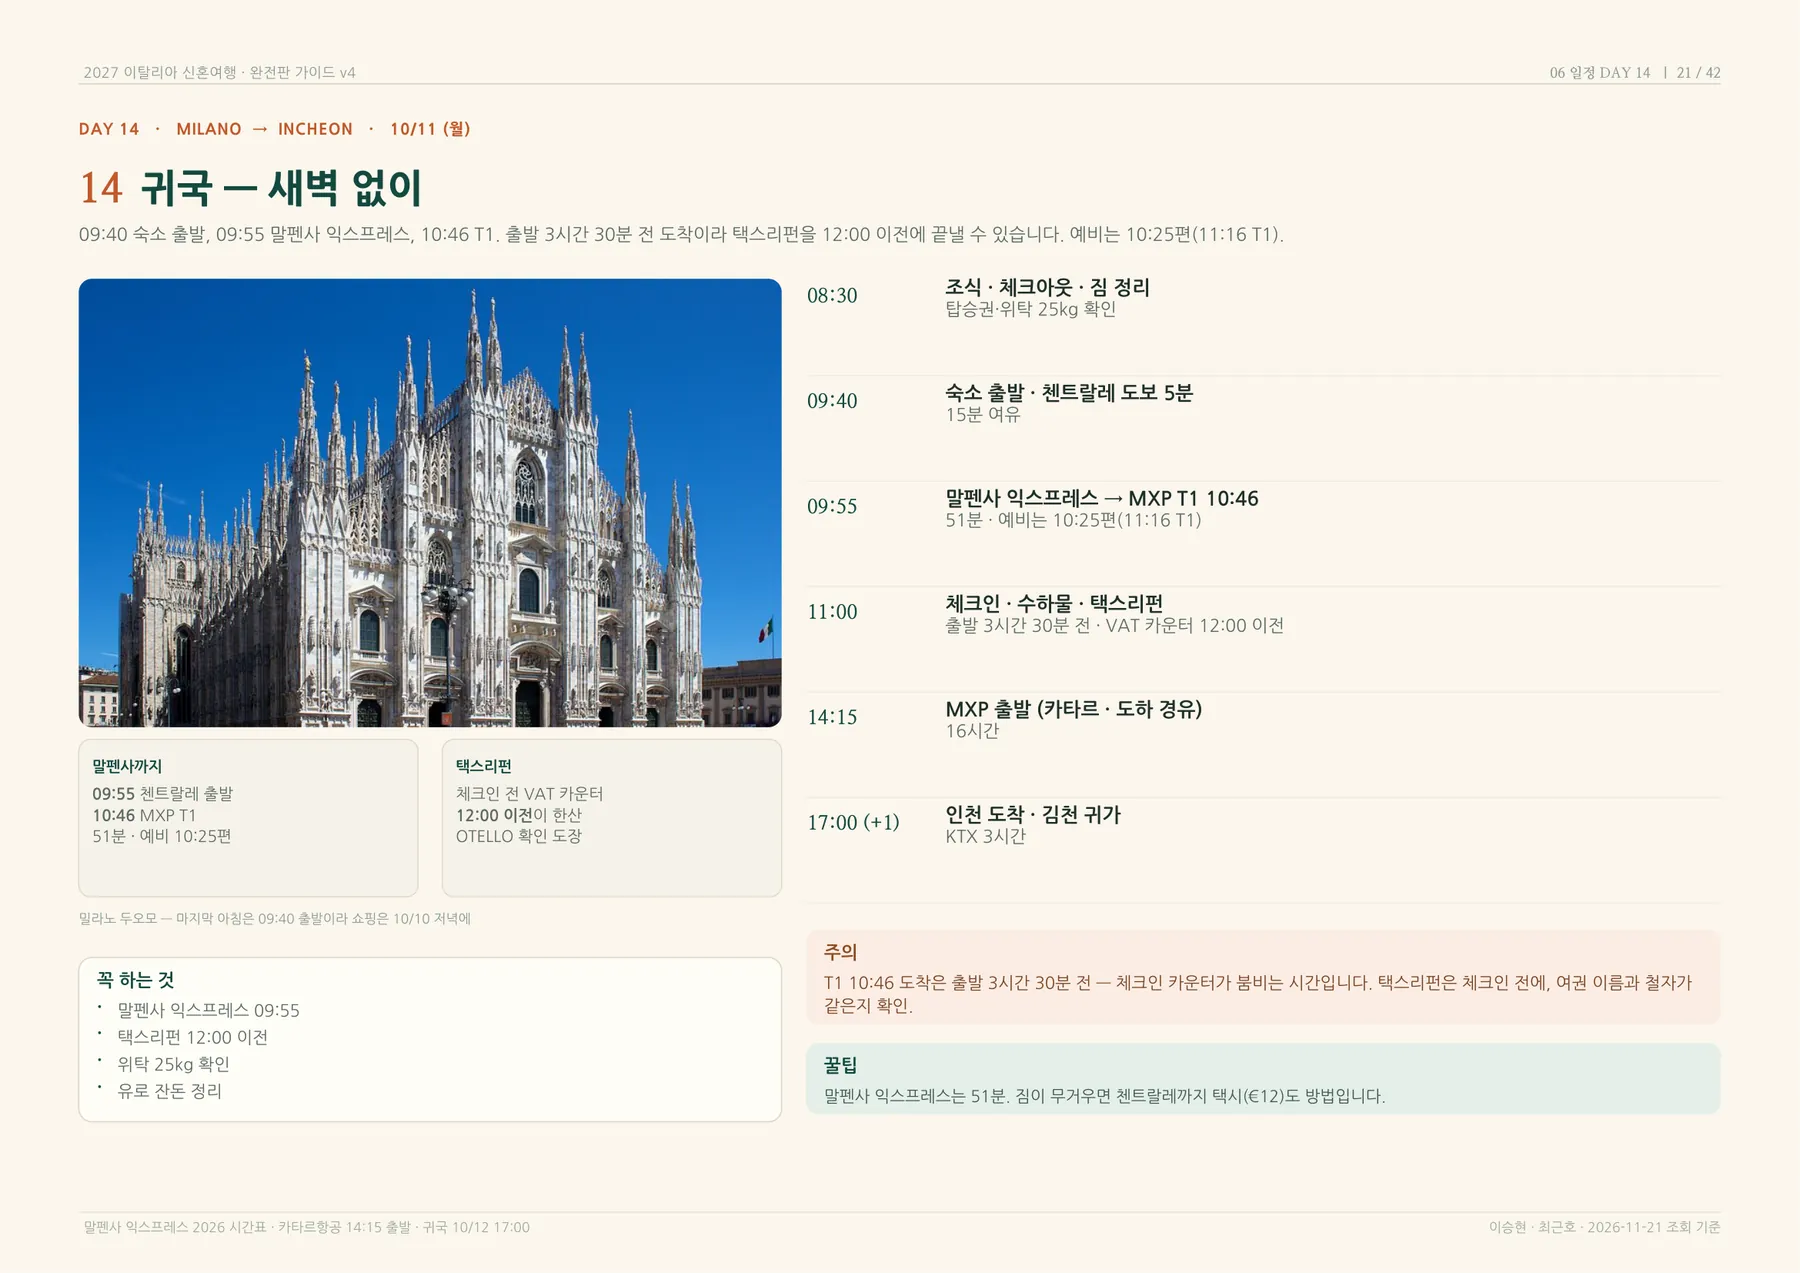 2027 이탈리아 신혼여행 · 완전판 가이드 v4
06 일정 DAY 14 | 21 / 42
DAY 14 · MILANO → INCHEON · 10/11 (월)
14 귀국 — 새벽 없이
09:40 숙소 출발, 09:55 말펜사 익스프레스, 10:46 T1. 출발 3시간 30분 전 도착이라 택스리펀을 12:00 이전에 끝낼 수 있습니다. 예비는 10:25편(11:16 T1).
08:30
조식 · 체크아웃 · 짐 정리
탑승권·위탁 25kg 확인
09:40
숙소 출발 · 첸트랄레 도보 5분
15분 여유
09:55
말펜사 익스프레스 → MXP T1 10:46
51분 · 예비는 10:25편(11:16 T1)
11:00
체크인 · 수하물 · 택스리펀
출발 3시간 30분 전 · VAT 카운터 12:00 이전
14:15
MXP 출발 (카타르 · 도하 경유)
16시간
17:00 (+1)
인천 도착 · 김천 귀가
KTX 3시간
말펜사까지
09:55 첸트랄레 출발
10:46 MXP T1
51분 · 예비 10:25편
택스리펀
체크인 전 VAT 카운터
12:00 이전이 한산
OTELLO 확인 도장
밀라노 두오모 — 마지막 아침은 09:40 출발이라 쇼핑은 10/10 저녁에
꼭 하는 것
· 말펜사 익스프레스 09:55
· 택스리펀 12:00 이전
· 위탁 25kg 확인
· 유로 잔돈 정리
주의
T1 10:46 도착은 출발 3시간 30분 전 — 체크인 카운터가 붐비는 시간입니다. 택스리펀은 체크인 전에, 여권 이름과 철자가
같은지 확인.
꿀팁
말펜사 익스프레스는 51분. 짐이 무거우면 첸트랄레까지 택시(€12)도 방법입니다.
말펜사 익스프레스 2026 시간표 · 카타르항공 14:15 출발 · 귀국 10/12 17:00
이승현 · 최근호 · 2026-11-21 조회 기준